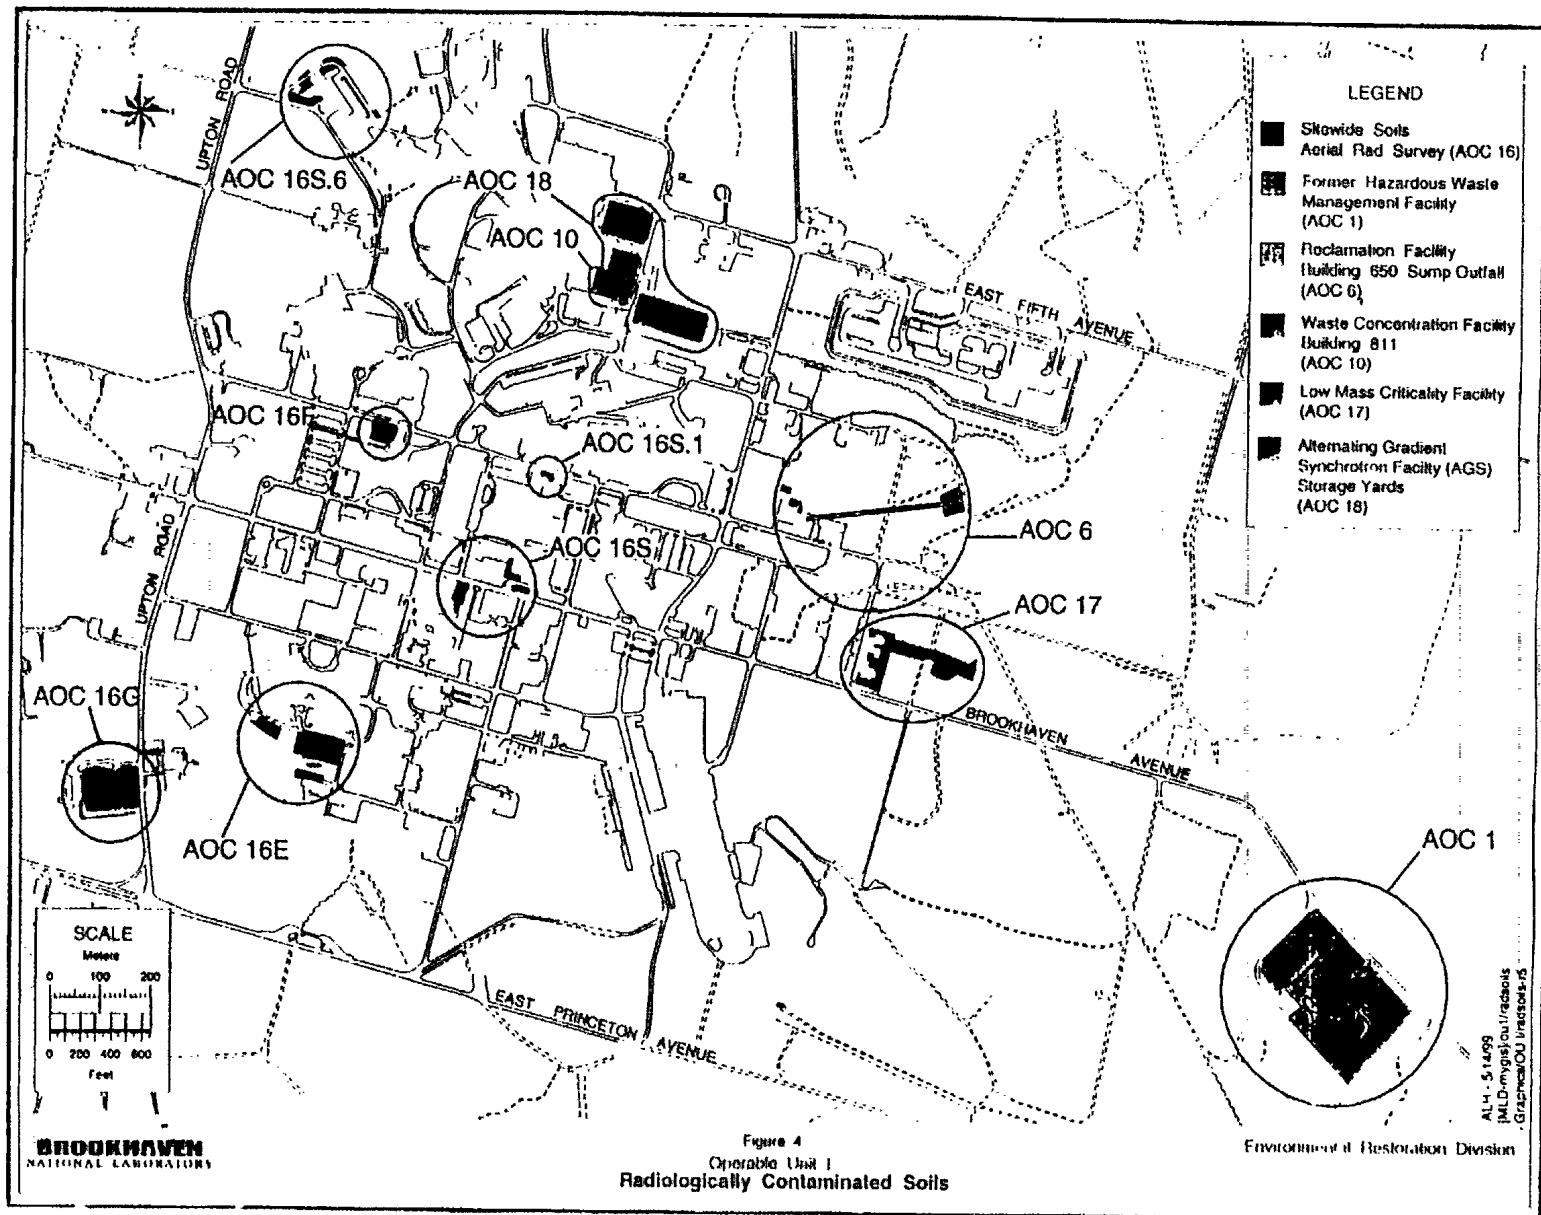 LEGEND
Sitewide Soils
Aerial Rad Survey (AOC 16)
Former Hazardous Waste
Management Facility
(AOC 1)
Reclamation Facility
Building 650 Sump Outfall
(AOC 6)
Waste Concentration Facility
Building 811
(AOC 10)
Low Mass Criticality Facility
(AOC 17)
Alternating Gradient
Synchrotron Facility (AGS)
Storage Yards
(AOC 18)
UPTON ROAD
AOC 16S.6
AOC 18
AOC 10
EAST FIFTH AVENUE
AOC 16F
AOC 16S.1
AOC 6
AOC 16S
UPTON ROAD
AOC 17
AOC 16G
BROOKHAVEN AVENUE
AOC 16E
AOC 1
SCALE
Meters
0 100 200
0 200 400 600
Feet
EAST PRINCETON AVENUE
ALH - 5/14/99
BROOKHAVEN
NATIONAL LABORATORY
Figure 4
Operable Unit I
Radiologically Contaminated Soils
Environmental Restoration Division